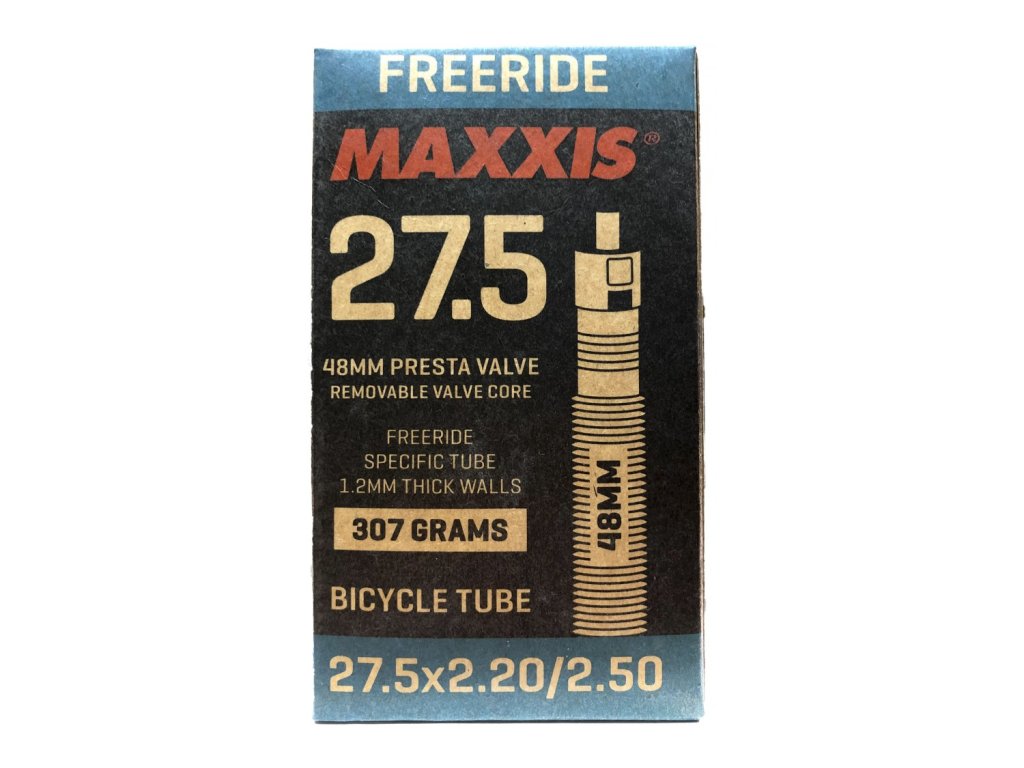 FREERIDE
MAXXIS®
27.5
48MM PRESTA VALVE
REMOVABLE VALVE CORE
FREERIDE
SPECIFIC TUBE
1.2MM THICK WALLS
307 GRAMS
48MM
BICYCLE TUBE
27.5x2.20/2.50